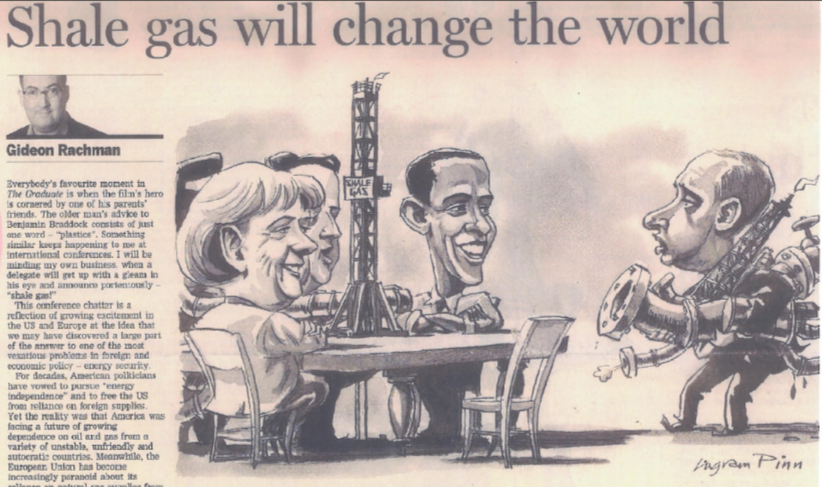 Shale gas will change the world
Gideon Rachman
Everybody's favourite moment in
The Graduate is when the film's hero
is cornered by one of his parents'
friends. The older man's advice to
Benjamin Braddock consists of just
one word – "plastics". Something
similar keeps happening to me at
international conferences. I will be
minding my own business, when a
delegate will get up with a gleam in
his eye and announce portentously –
"shale gas!"
This conference chatter is a
reflection of growing excitement in
the US and Europe at the idea that
we may have discovered a large part
of the answer to one of the most
vexatious problems in foreign and
economic policy – energy security.
For decades, American politicians
have vowed to pursue "energy
independence" and to free the US
from reliance on foreign supplies.
Yet the reality was that America was
facing a future of growing
dependence on oil and gas from a
variety of unstable, unfriendly and
autocratic countries. Meanwhile, the
European Union has become
increasingly paranoid about its
reliance on natural gas supplies from
SHALE
GAS
Ingram Pinn